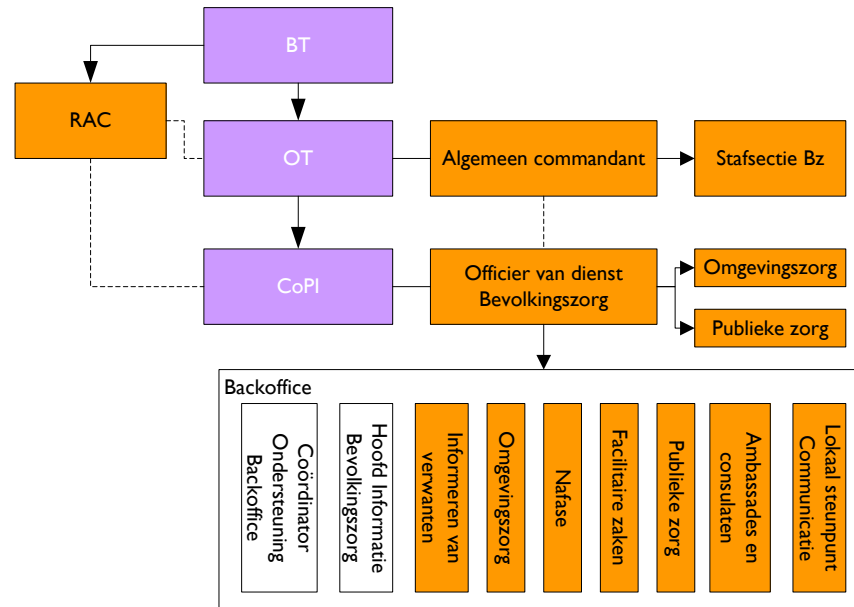 BT
RAC
OT
Algemeen commandant
Stafsectie Bz
CoPI
Officier van dienst
Bevolkingszorg
Omgevingszorg
Publieke zorg
Backoffice
Coördinator
Ondersteuning
Backoffice
Hoofd Informatie
Bevolkingszorg
Informeren van
verwanten
Omgevingszorg
Nafase
Facilitaire zaken
Publieke zorg
Ambassades en
consulaten
Lokaal steunpunt
Communicatie